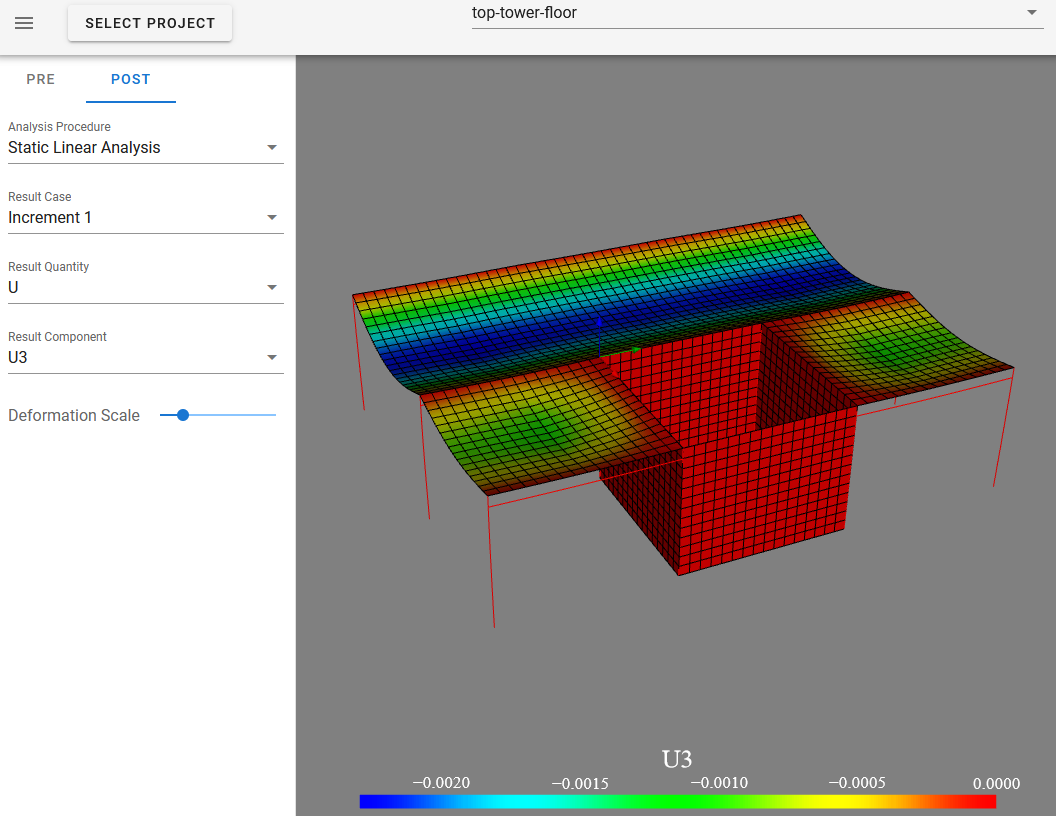 SELECT PROJECT
top-tower-floor
PRE
POST
Analysis Procedure
Static Linear Analysis
Result Case
Increment 1
Result Quantity
U
Result Component
U3
Deformation Scale
U3
−0.0020 −0.0015 −0.0010 −0.0005 0.0000